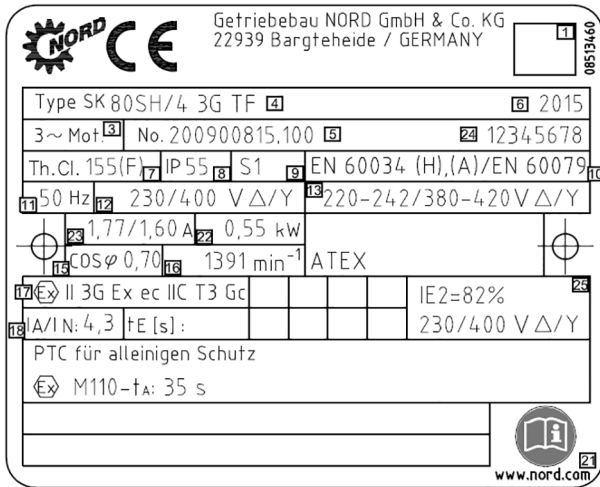 NORD CE Getriebebau NORD GmbH & Co. KG 1
22939 Bargteheide / GERMANY
08513460
Type SK 80SH/4 3G TF 4 6 2015
3~ Mot. 3 No. 200900815,100 5 24 12345678
Th.Cl. 155(F) 7 IP 55 8 S1 9 EN 60034 (H),(A)/EN 60079 10
11 50 Hz 12 230/400 V Δ/Y 13 220-242/380-420V Δ/Y
23 1,77/1,60 A 22 0,55 kW
15 COSφ 0,70 16 1391 min⁻¹ ATEX
17 Ex II 3G Ex ec IIC T3 Gc IE2=82% 25
18 IA/IN: 4,3 tE [s] : 230/400 V Δ/Y
PTC für alleinigen Schutz
Ex M110-tA: 35 s
21
www.nord.com